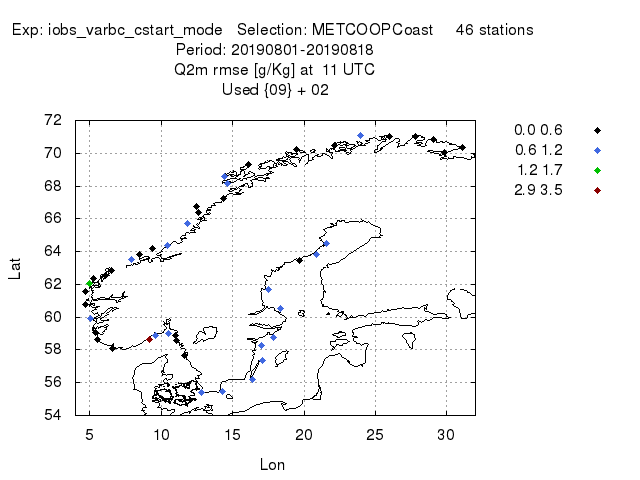 Exp: iobs_varbc_cstart_mode Selection: METCOOPCoast 46 stations
Period: 20190801-20190818
Q2m rmse [g/Kg] at 11 UTC
Used {09} + 02
72
70
68
66
64
62
60
58
56
54
Lat
5 10 15 20 25 30
Lon
0.0 0.6
0.6 1.2
1.2 1.7
2.9 3.5